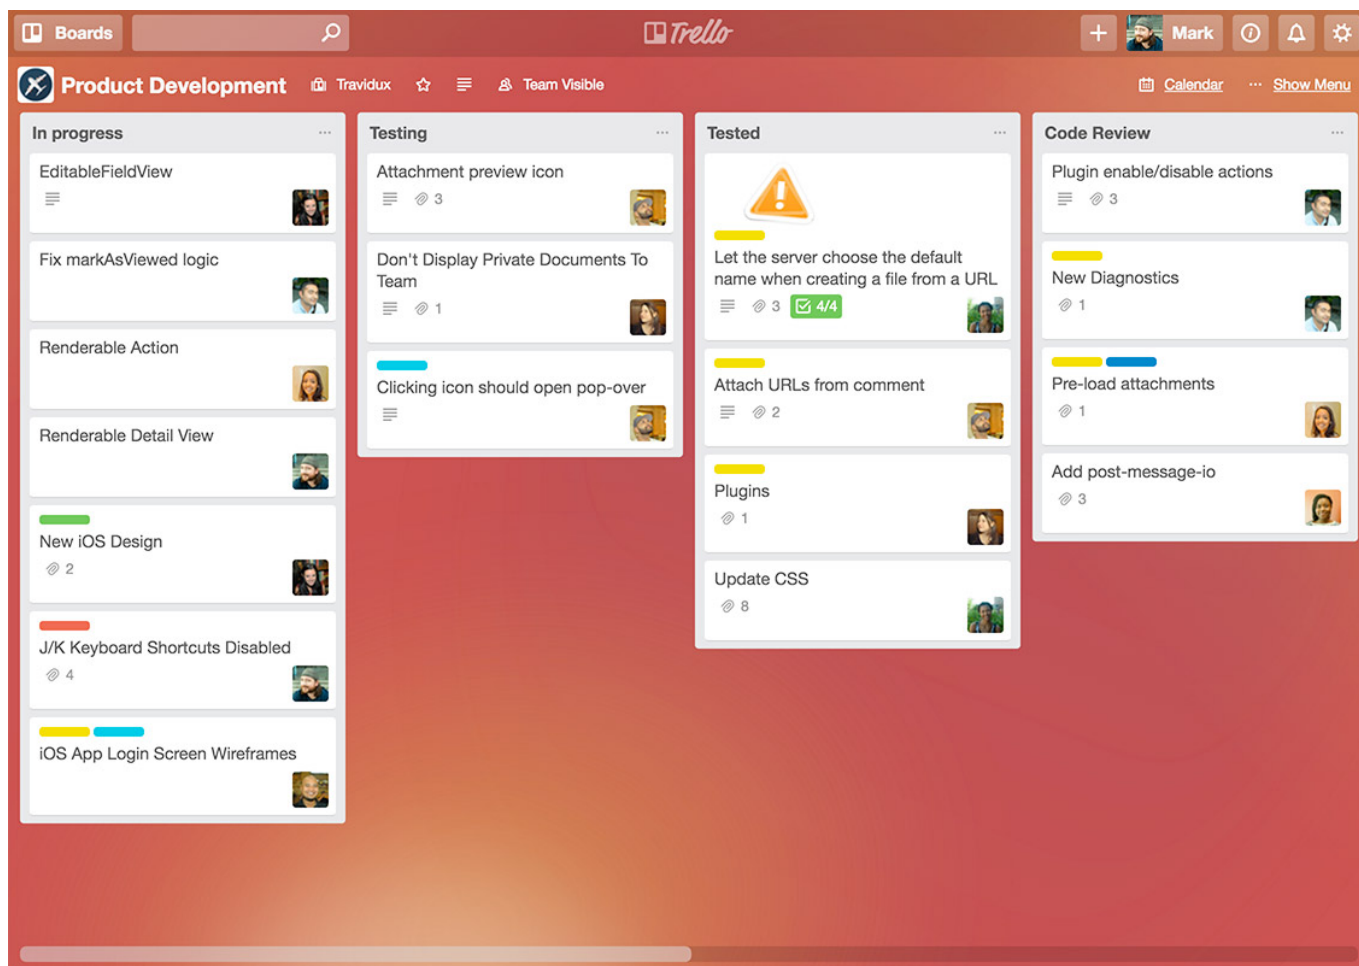 Boards
Trello
Mark
Product Development
Travidux
Team Visible
Calendar
Show Menu
In progress
EditableFieldView
Fix markAsViewed logic
Renderable Action
Renderable Detail View
New iOS Design
2
J/K Keyboard Shortcuts Disabled
4
iOS App Login Screen Wireframes
Testing
Attachment preview icon
3
Don't Display Private Documents To
Team
1
Clicking icon should open pop-over
Tested
Let the server choose the default
name when creating a file from a URL
3 4/4
Attach URLs from comment
2
Plugins
1
Update CSS
8
Code Review
Plugin enable/disable actions
3
New Diagnostics
1
Pre-load attachments
1
Add post-message-io
3